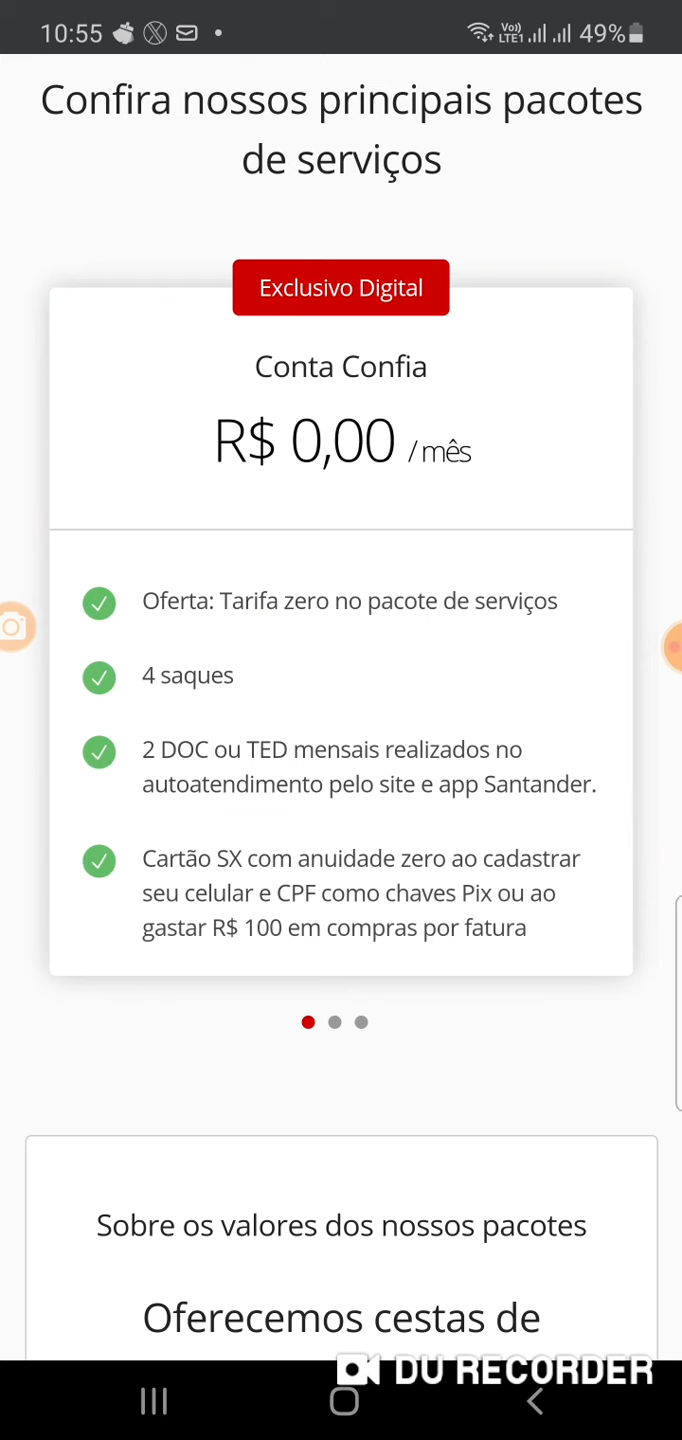 10:55
Vo))
LTE1
49%
Confira nossos principais pacotes
de serviços
Exclusivo Digital
Conta Confia
R$ 0,00 /mês
Oferta: Tarifa zero no pacote de serviços
4 saques
2 DOC ou TED mensais realizados no
autoatendimento pelo site e app Santander.
Cartão SX com anuidade zero ao cadastrar
seu celular e CPF como chaves Pix ou ao
gastar R$ 100 em compras por fatura
Sobre os valores dos nossos pacotes
Oferecemos cestas de
DU RECORDER